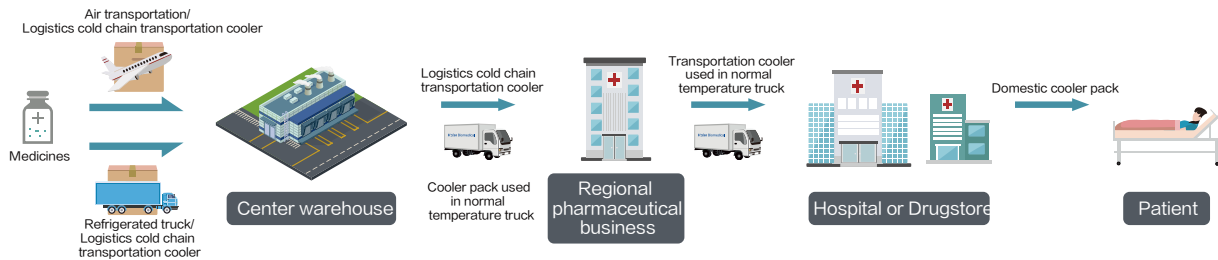 Air transportation/
Logistics cold chain transportation cooler
Medicines
Refrigerated truck/
Logistics cold chain
transportation cooler
Center warehouse
Logistics cold chain
transportation cooler
Cooler pack used
in normal
temperature truck
Regional
pharmaceutical
business
Transportation cooler
used in normal
temperature truck
Hospital or Drugstore
Domestic cooler pack
Patient